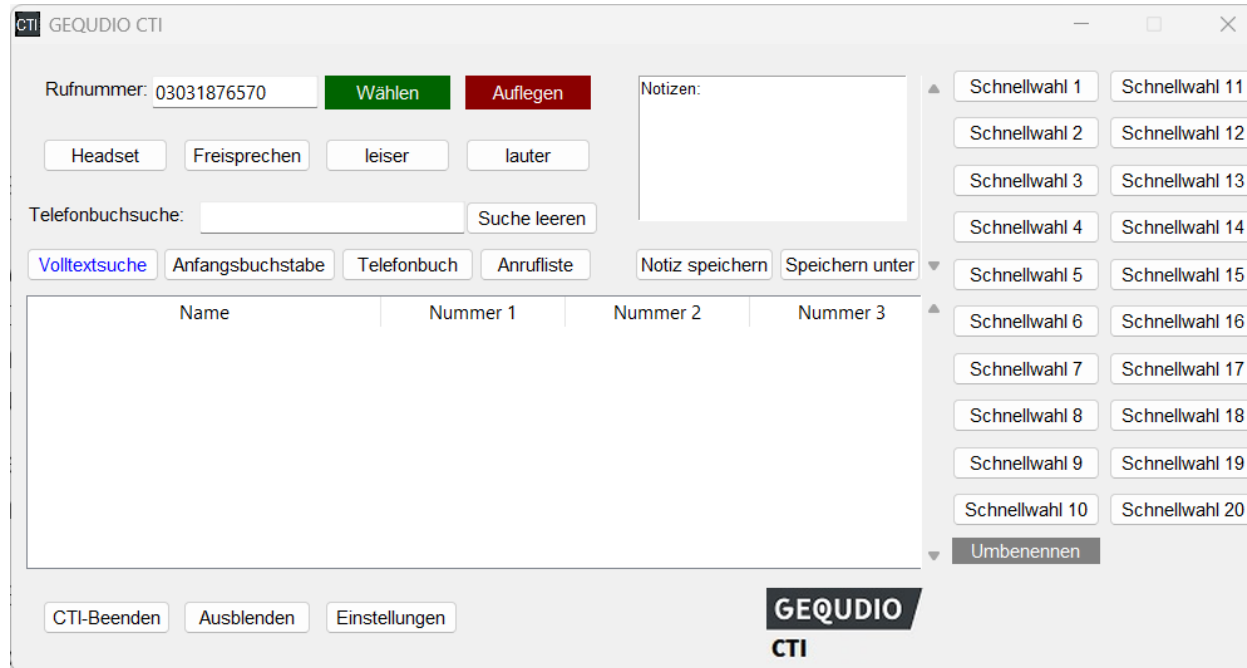 CTI GEQUDIO CTI
Rufnummer: 03031876570 Wählen Auflegen
Notizen:
Schnellwahl 1 Schnellwahl 11
Headset Freisprechen leiser lauter
Schnellwahl 2 Schnellwahl 12
Schnellwahl 3 Schnellwahl 13
Telefonbuchsuche: Suche leeren
Schnellwahl 4 Schnellwahl 14
Volltextsuche Anfangsbuchstabe Telefonbuch Anrufliste Notiz speichern Speichern unter
Schnellwahl 5 Schnellwahl 15
Name Nummer 1 Nummer 2 Nummer 3
Schnellwahl 6 Schnellwahl 16
Schnellwahl 7 Schnellwahl 17
Schnellwahl 8 Schnellwahl 18
Schnellwahl 9 Schnellwahl 19
Schnellwahl 10 Schnellwahl 20
Umbenennen
CTI-Beenden Ausblenden Einstellungen
GEQUDIO
CTI